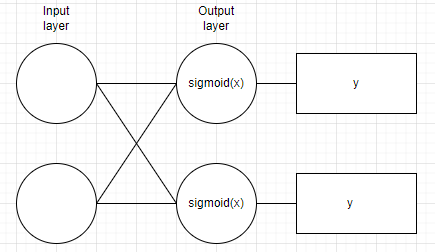 Input
layer
Output
layer
sigmoid(x)
y
sigmoid(x)
y